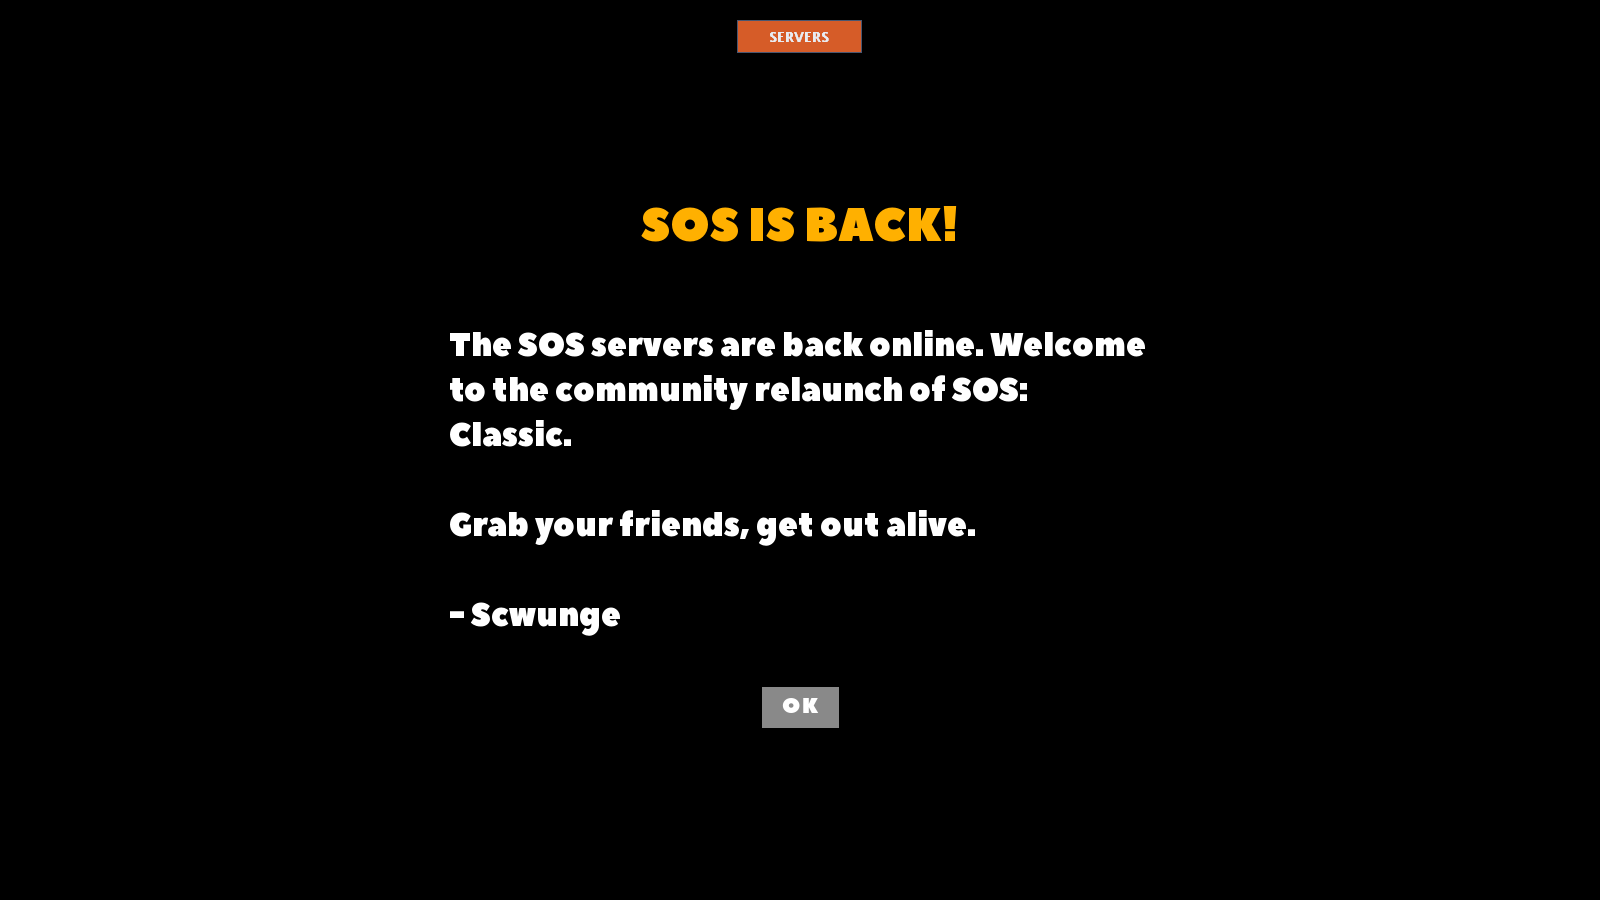 SERVERS
SOS IS BACK!
The SOS servers are back online. Welcome
to the community relaunch of SOS:
Classic.
Grab your friends, get out alive.
- Scwunge
OK